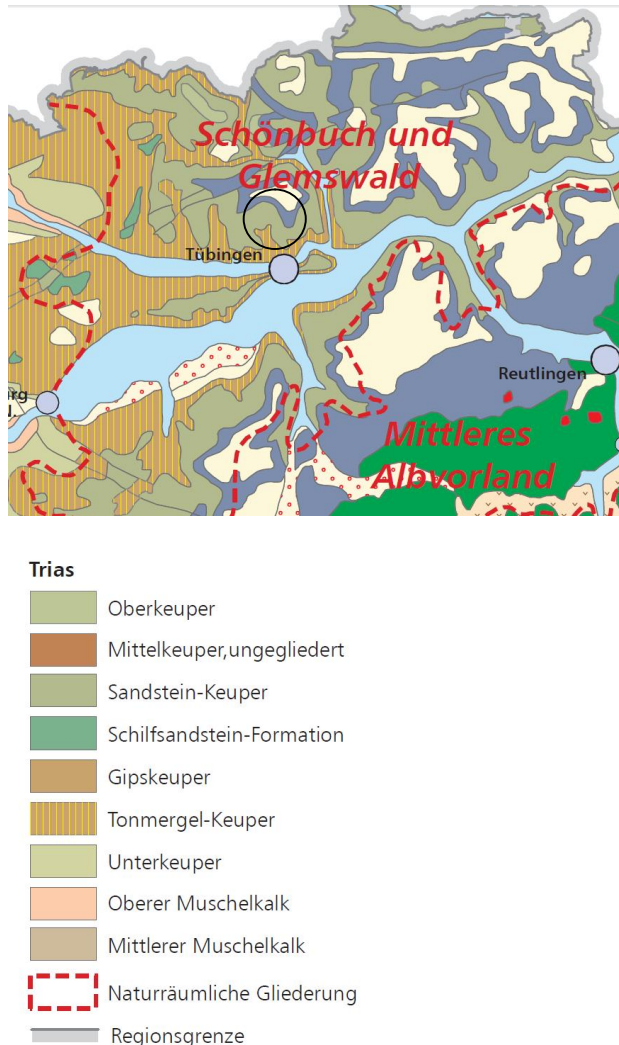 Schönbuch und
Glemswald
Tübingen
Reutlingen
rg
N.
Mittleres
Albvorland
Trias
Oberkeuper
Mittelkeuper,ungegliedert
Sandstein-Keuper
Schilfsandstein-Formation
Gipskeuper
Tonmergel-Keuper
Unterkeuper
Oberer Muschelkalk
Mittlerer Muschelkalk
Naturräumliche Gliederung
Regionsgrenze